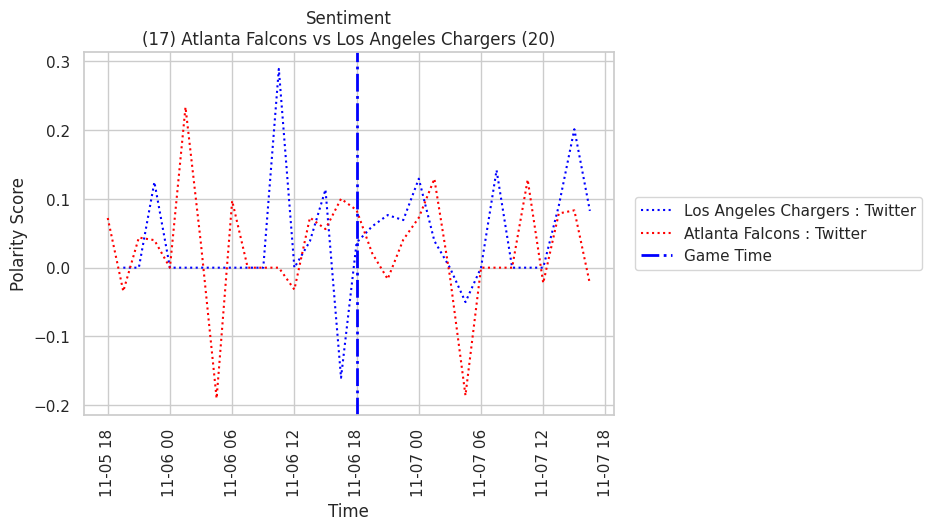 Sentiment
(17) Atlanta Falcons vs Los Angeles Chargers (20)
Polarity Score
0.3
0.2
0.1
0.0
−0.1
−0.2
11-05 18
11-06 00
11-06 06
11-06 12
11-06 18
11-07 00
11-07 06
11-07 12
11-07 18
Time
Los Angeles Chargers : Twitter
Atlanta Falcons : Twitter
Game Time